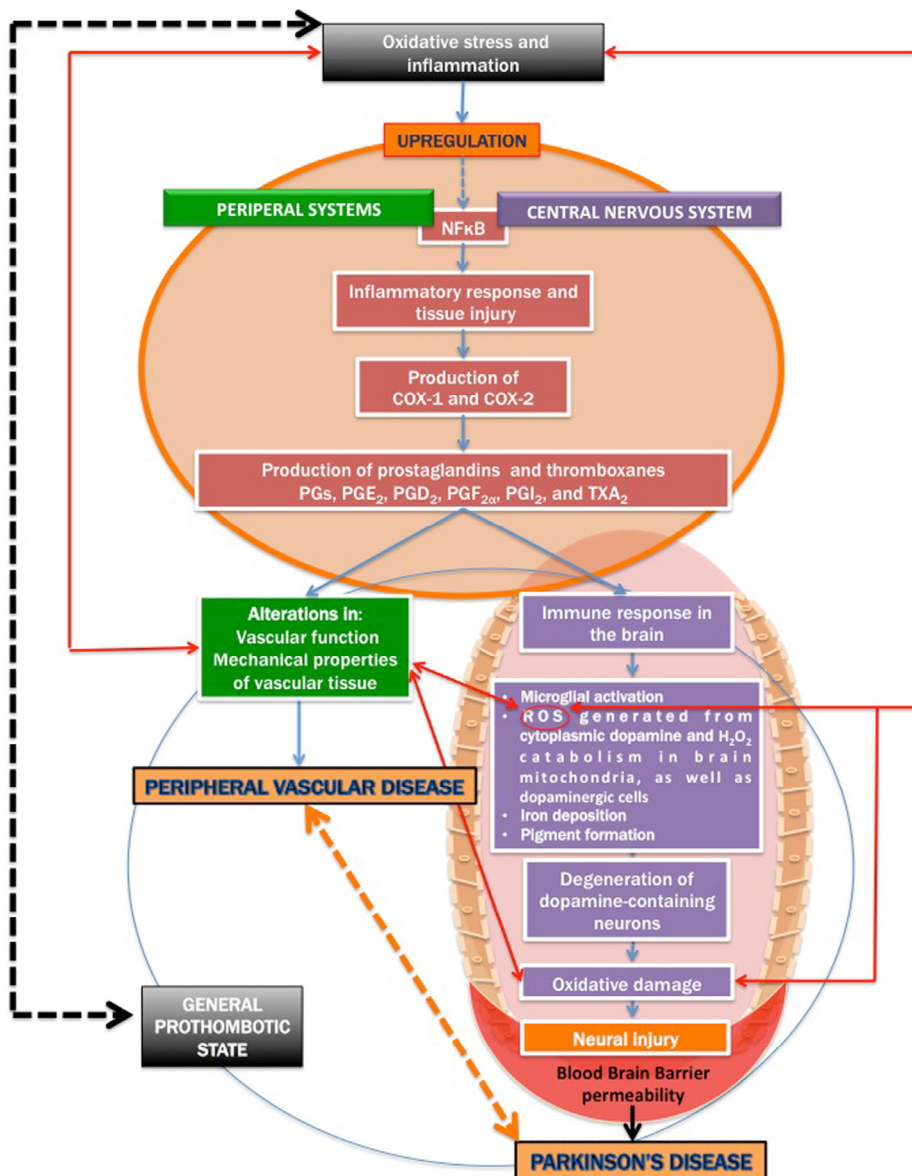 Oxidative stress and
inflammation
UPREGULATION
PERIPERAL SYSTEMS
CENTRAL NERVOUS SYSTEM
NFκB
Inflammatory response and
tissue injury
Production of
COX-1 and COX-2
Production of prostaglandins and thromboxanes
PGs, PGE₂, PGD₂, PGF₂α, PGI₂, and TXA₂
Alterations in:
Vascular function
Mechanical properties
of vascular tissue
PERIPHERAL VASCULAR DISEASE
GENERAL
PROTHOMBOTIC
STATE
Immune response in
the brain
• Microglial activation
• ROS generated from
cytoplasmic dopamine and H₂O₂
catabolism in brain
mitochondria, as well as
dopaminergic cells
• Iron deposition
• Pigment formation
Degeneration of
dopamine-containing
neurons
Oxidative damage
Neural injury
Blood Brain Barrier
permeability
PARKINSON'S DISEASE